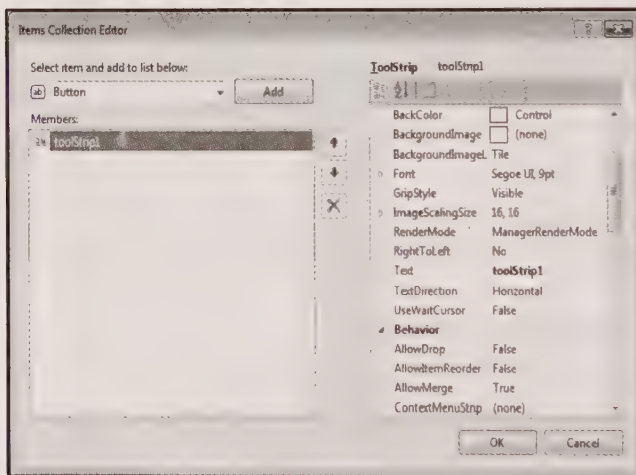 Items Collection Editor
Select item and add to list below:
Button
Add
Members:
toolStrip1
ToolStrip toolStrip1
BackColor Control
BackgroundImage (none)
BackgroundImageL Tile
Font Segoe UI, 9pt
GripStyle Visible
ImageScalingSize 16, 16
RenderMode ManagerRenderMode
RightToLeft No
Text toolStrip1
TextDirection Horizontal
UseWaitCursor False
Behavior
AllowDrop False
AllowItemReorder False
AllowMerge True
ContextMenuStrip (none)
OK Cancel